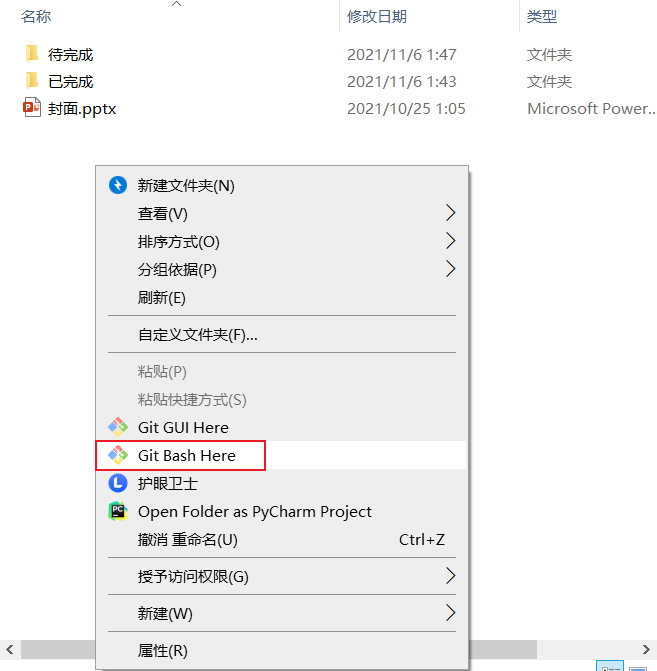 名称 修改日期 类型
待完成 2021/11/6 1:47 文件夹
已完成 2021/11/6 1:43 文件夹
封面.pptx 2021/10/25 1:05 Microsoft Power...
新建文件夹(N)
查看(V)
排序方式(O)
分组依据(P)
刷新(E)
自定义文件夹(F)...
粘贴(P)
粘贴快捷方式(S)
Git GUI Here
Git Bash Here
护眼卫士
Open Folder as PyCharm Project
撤消 重命名(U) Ctrl+Z
授予访问权限(G)
新建(W)
属性(R)